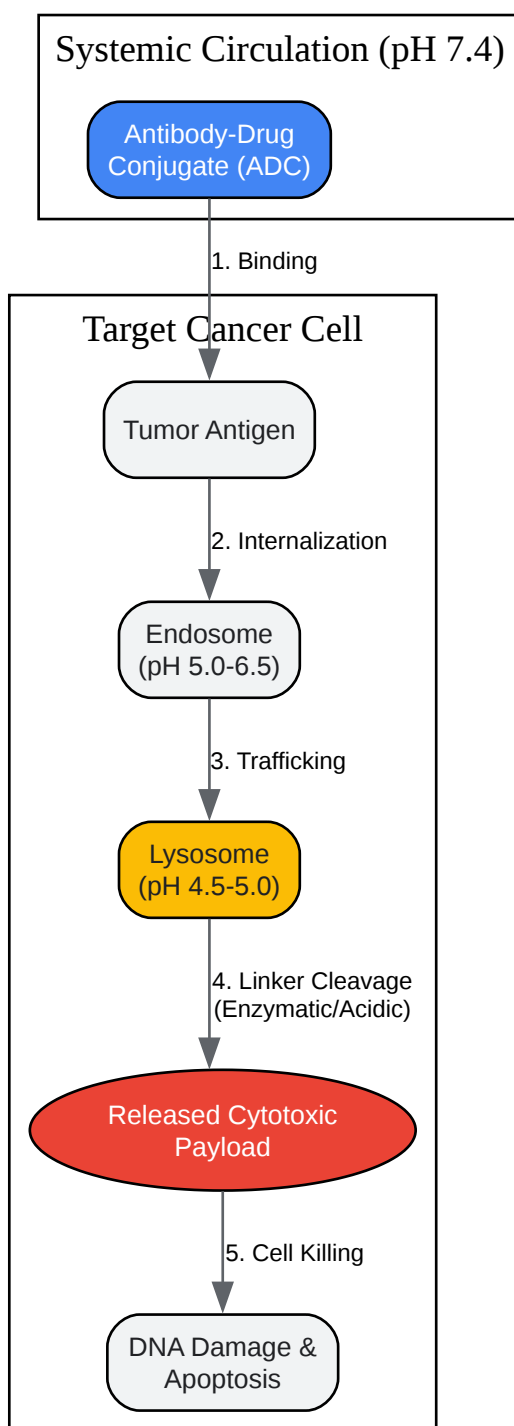 Systemic Circulation (pH 7.4)
Antibody-Drug
Conjugate (ADC)
1. Binding
Target Cancer Cell
Tumor Antigen
2. Internalization
Endosome
(pH 5.0-6.5)
3. Trafficking
Lysosome
(pH 4.5-5.0)
4. Linker Cleavage
(Enzymatic/Acidic)
Released Cytotoxic
Payload
5. Cell Killing
DNA Damage &
Apoptosis